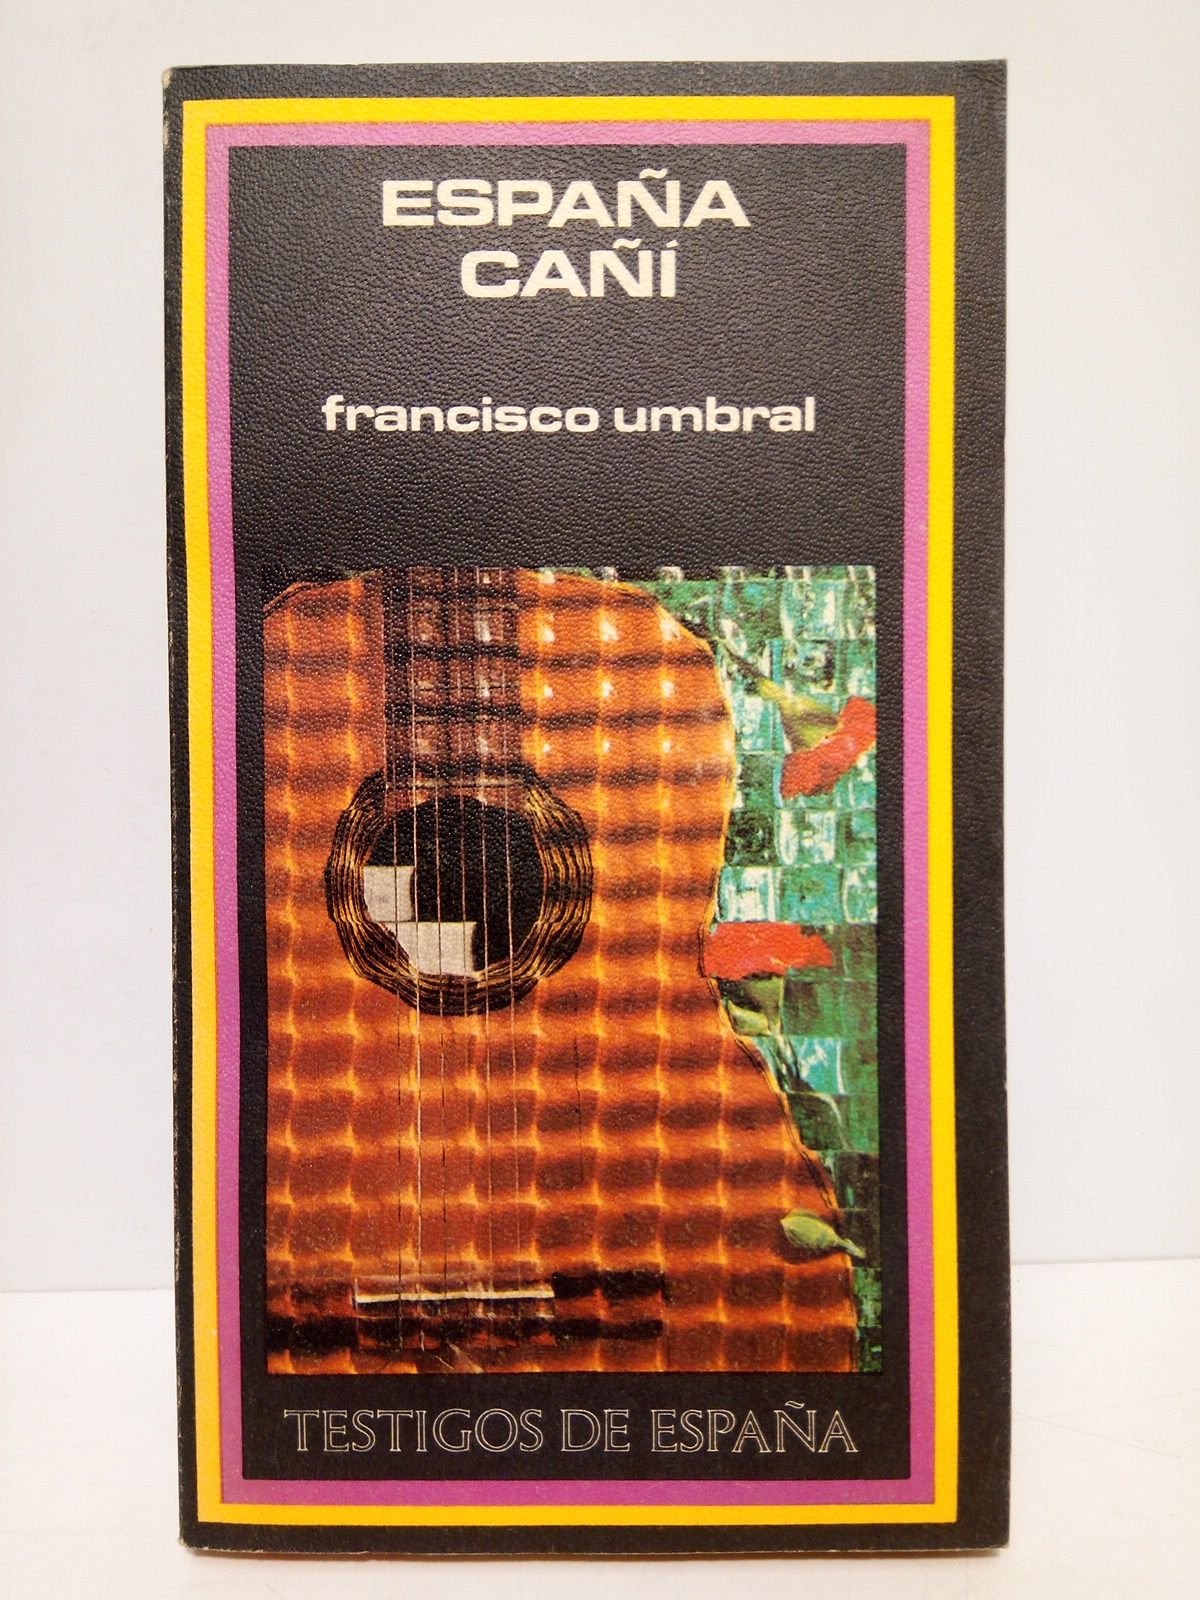 ESPAÑA
CAÑÍ
francisco umbral
TESTIGOS DE ESPAÑA